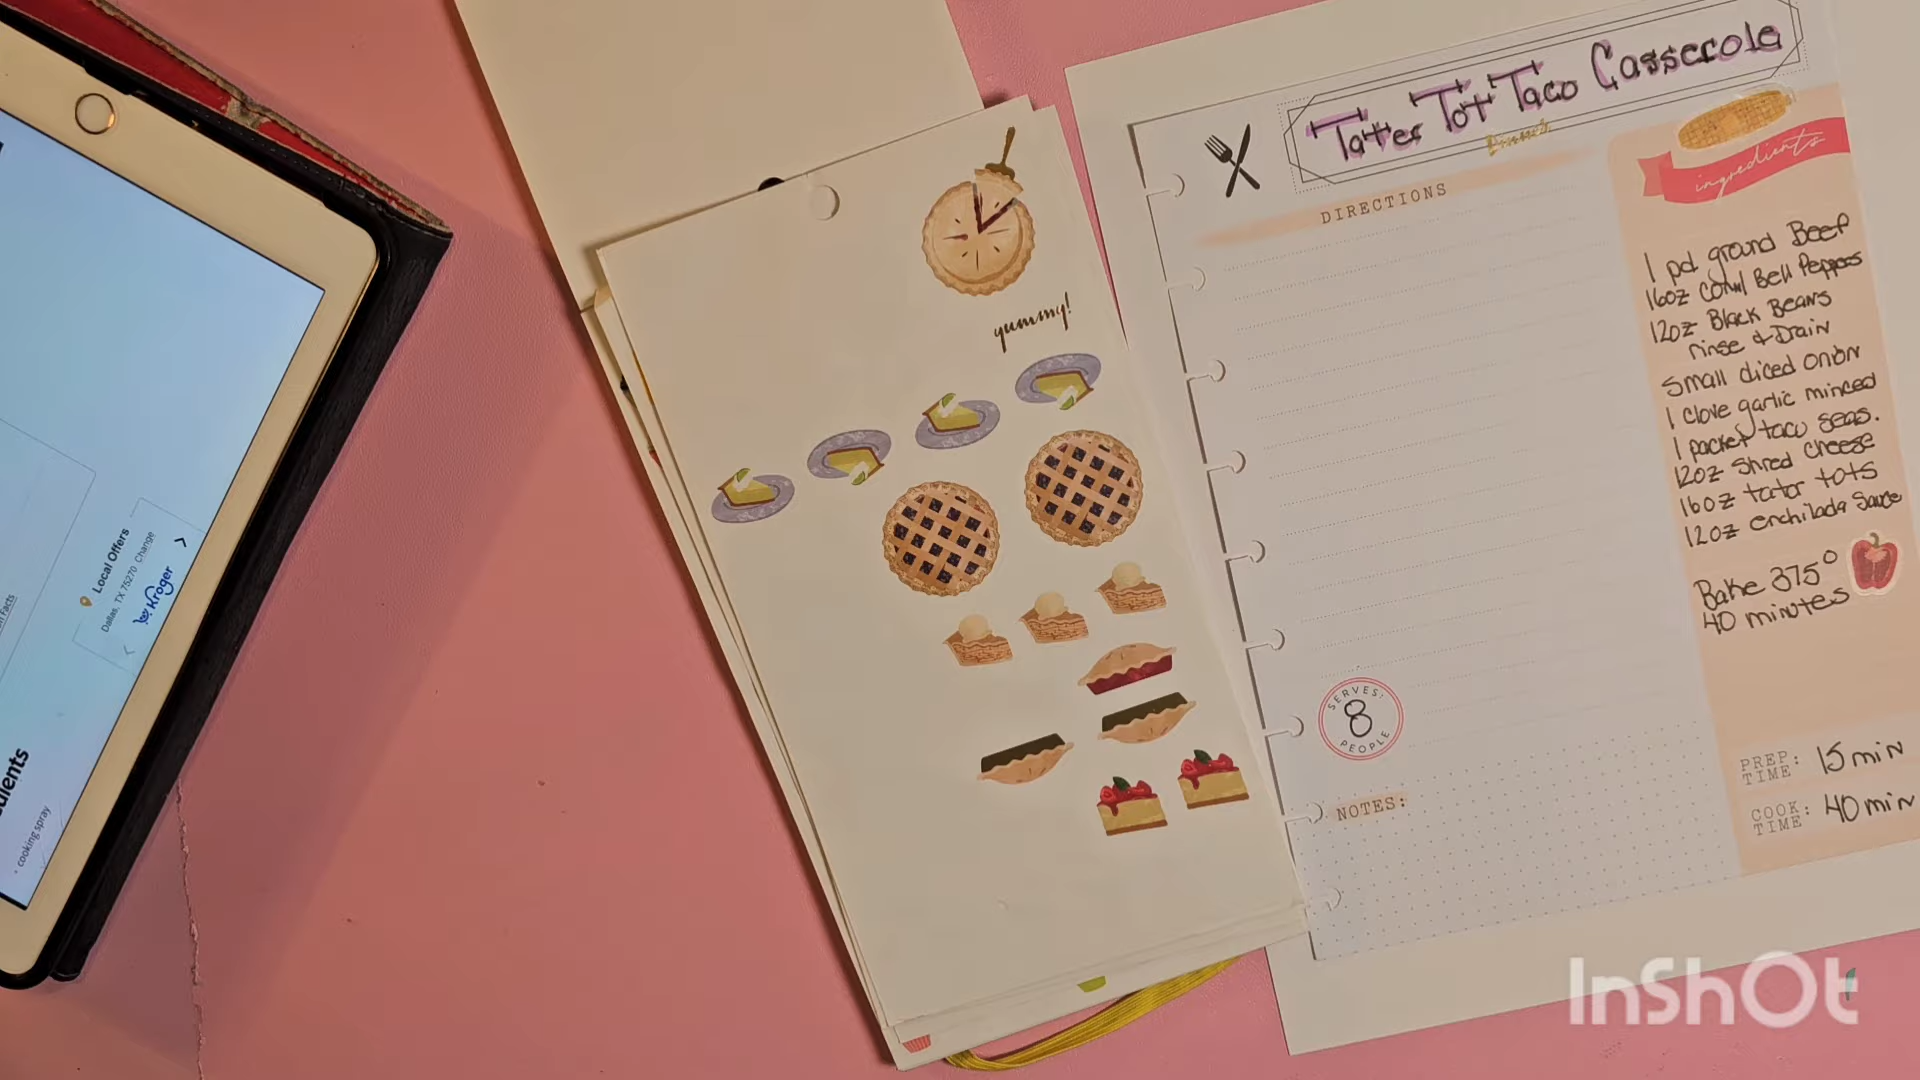 Tater Tot Taco Casserole
DIRECTIONS
ingredients
1 pd ground Beef
16oz Bell Peppers
12oz Black Beans
rinse & Drain
small diced onion
1 clove garlic minced
1 packet taco seas.
12oz shred cheese
16oz tater tots
12oz enchilada sauce
Bake 375°
40 minutes
SERVES:
8
PEOPLE
PREP TIME: 15 min
COOK TIME: 40 min
NOTES:
yummy!
Local Offers
Dallas, TX 75270 Change
Kroger
cooking spray
InShOt